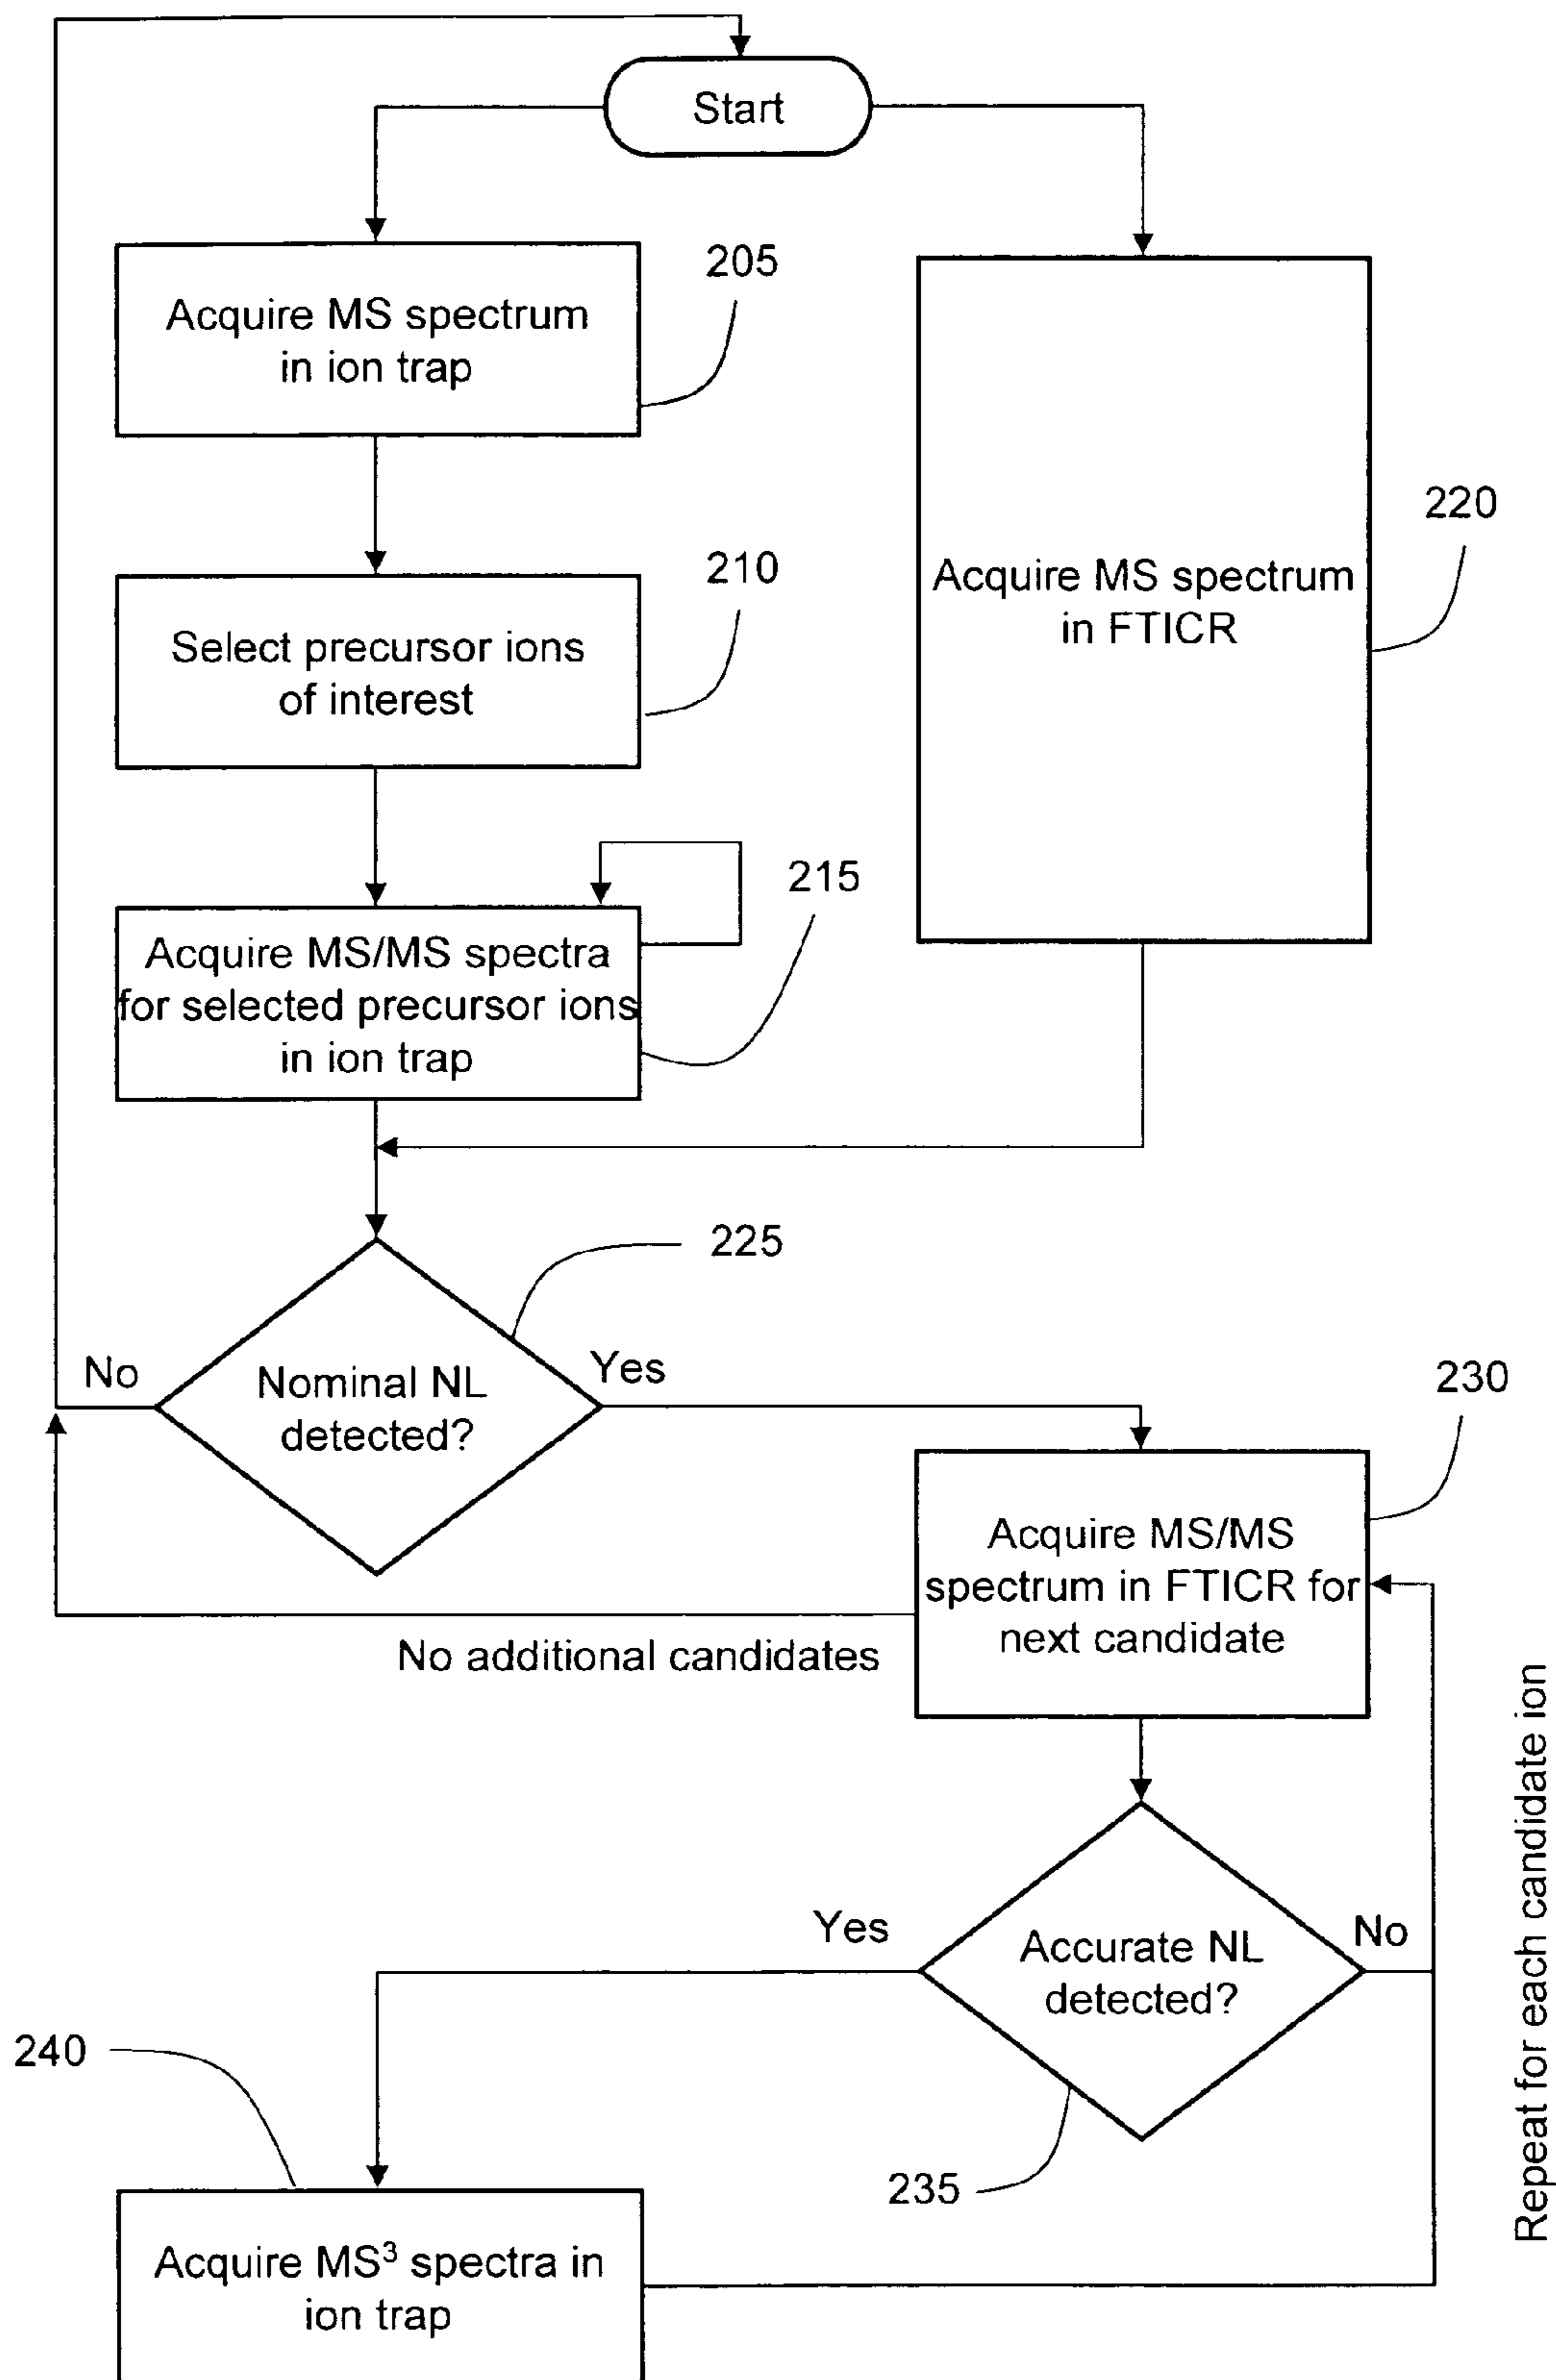 Start
205
Acquire MS spectrum
in ion trap
220
Acquire MS spectrum
in FTICR
210
Select precursor ions
of interest
215
Acquire MS/MS spectra
for selected precursor ions
in ion trap
225
No
Nominal NL
detected?
Yes
230
Acquire MS/MS
spectrum in FTICR for
next candidate
No additional candidates
Repeat for each candidate ion
Yes
Accurate NL
detected?
No
240
235
Acquire MS³ spectra in
ion trap